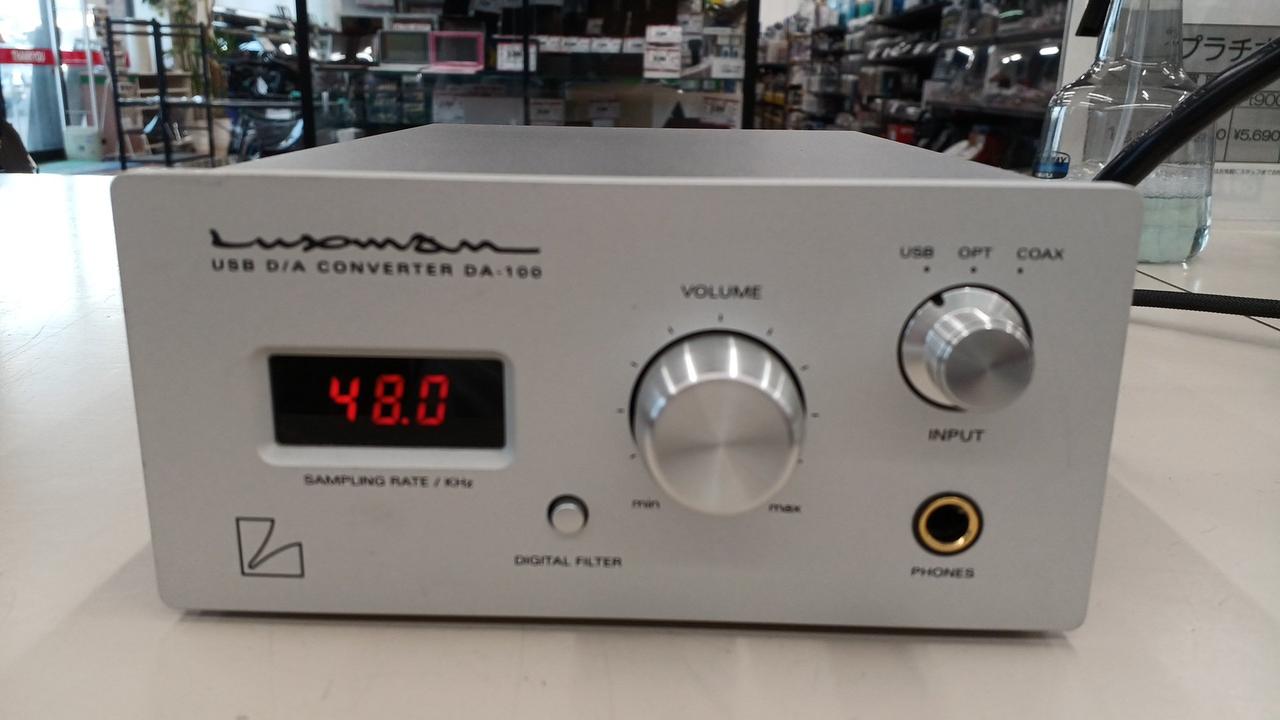 プラチナ
¥5,690
Luxman
USB D/A CONVERTER DA-100
USB OPT COAX
VOLUME
48.0
INPUT
SAMPLING RATE / KHz
min
max
DIGITAL FILTER
PHONES